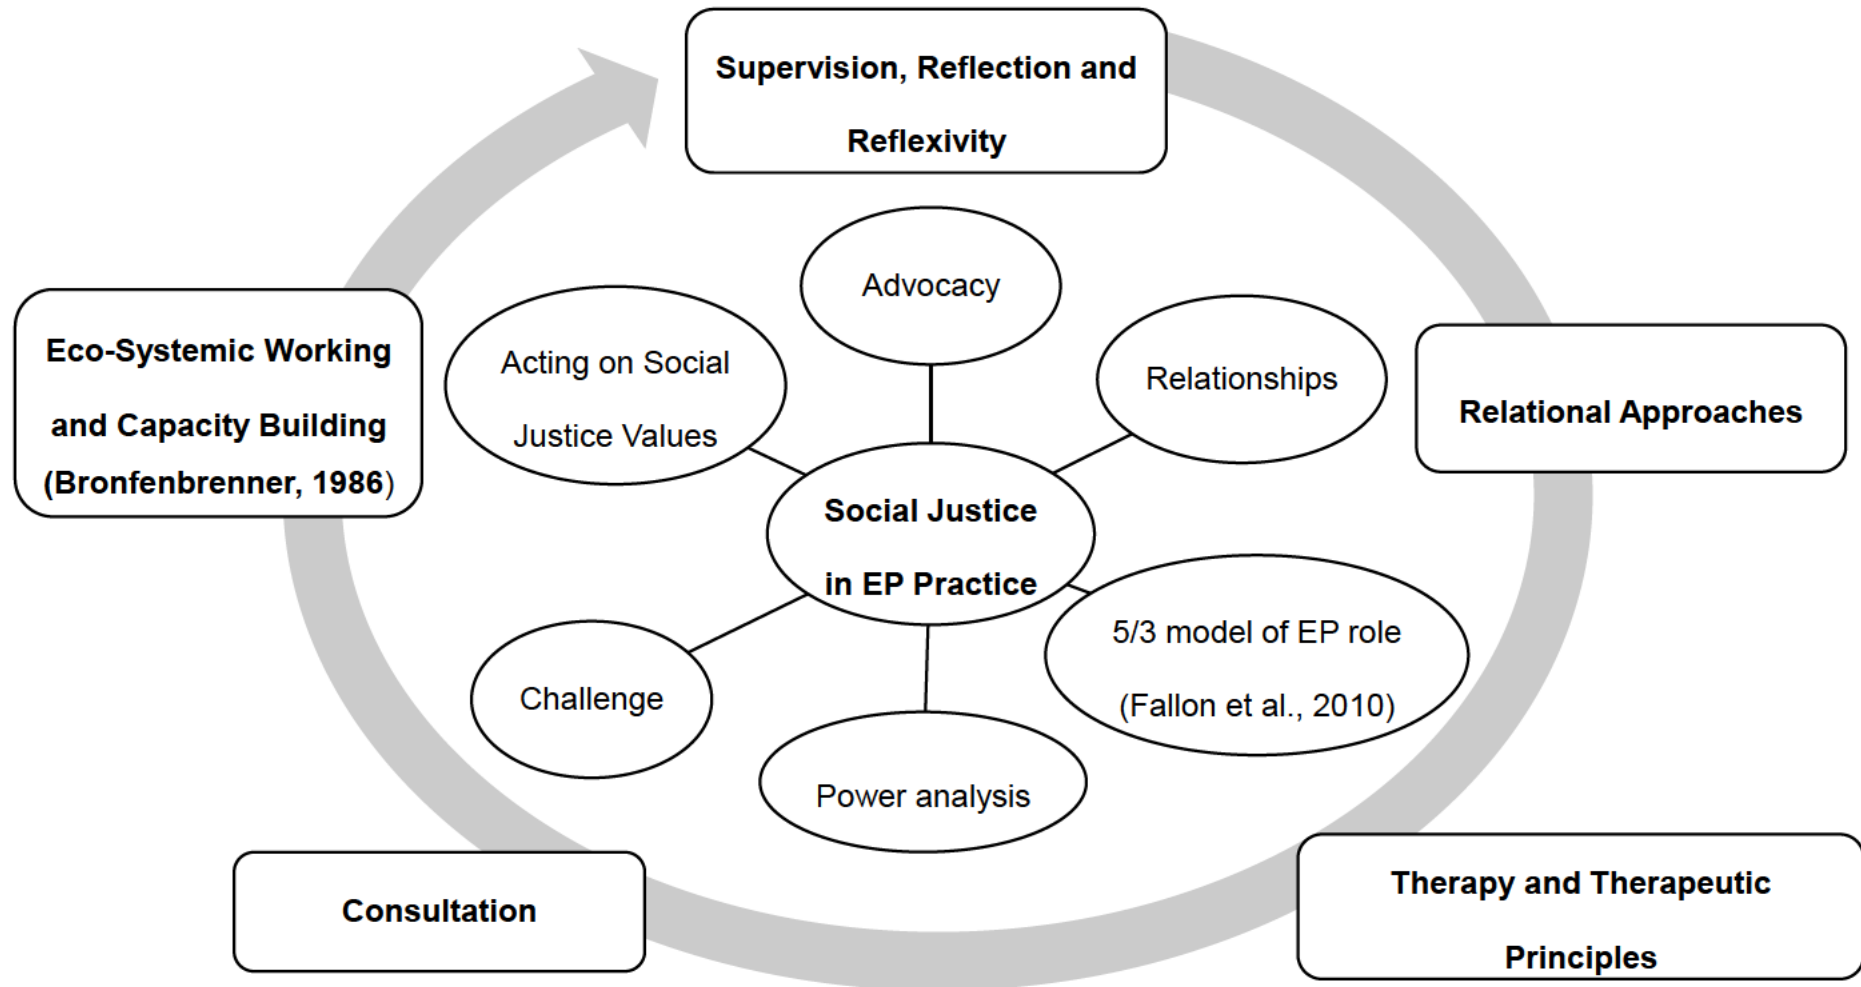 Supervision, Reflection and
Reflexivity
Advocacy
Relationships
Acting on Social
Justice Values
Eco-Systemic Working
and Capacity Building
(Bronfenbrenner, 1986)
Relational Approaches
Social Justice
in EP Practice
5/3 model of EP role
(Fallon et al., 2010)
Challenge
Power analysis
Consultation
Therapy and Therapeutic
Principles